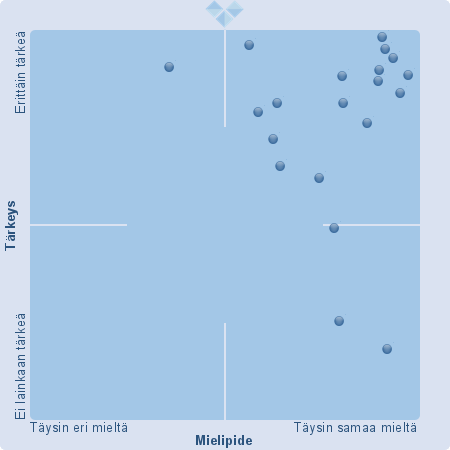 Erittäin tärkeä
Tärkeys
Ei lainkaan tärkeä
Täysin eri mieltä
Täysin samaa mieltä
Mielipide